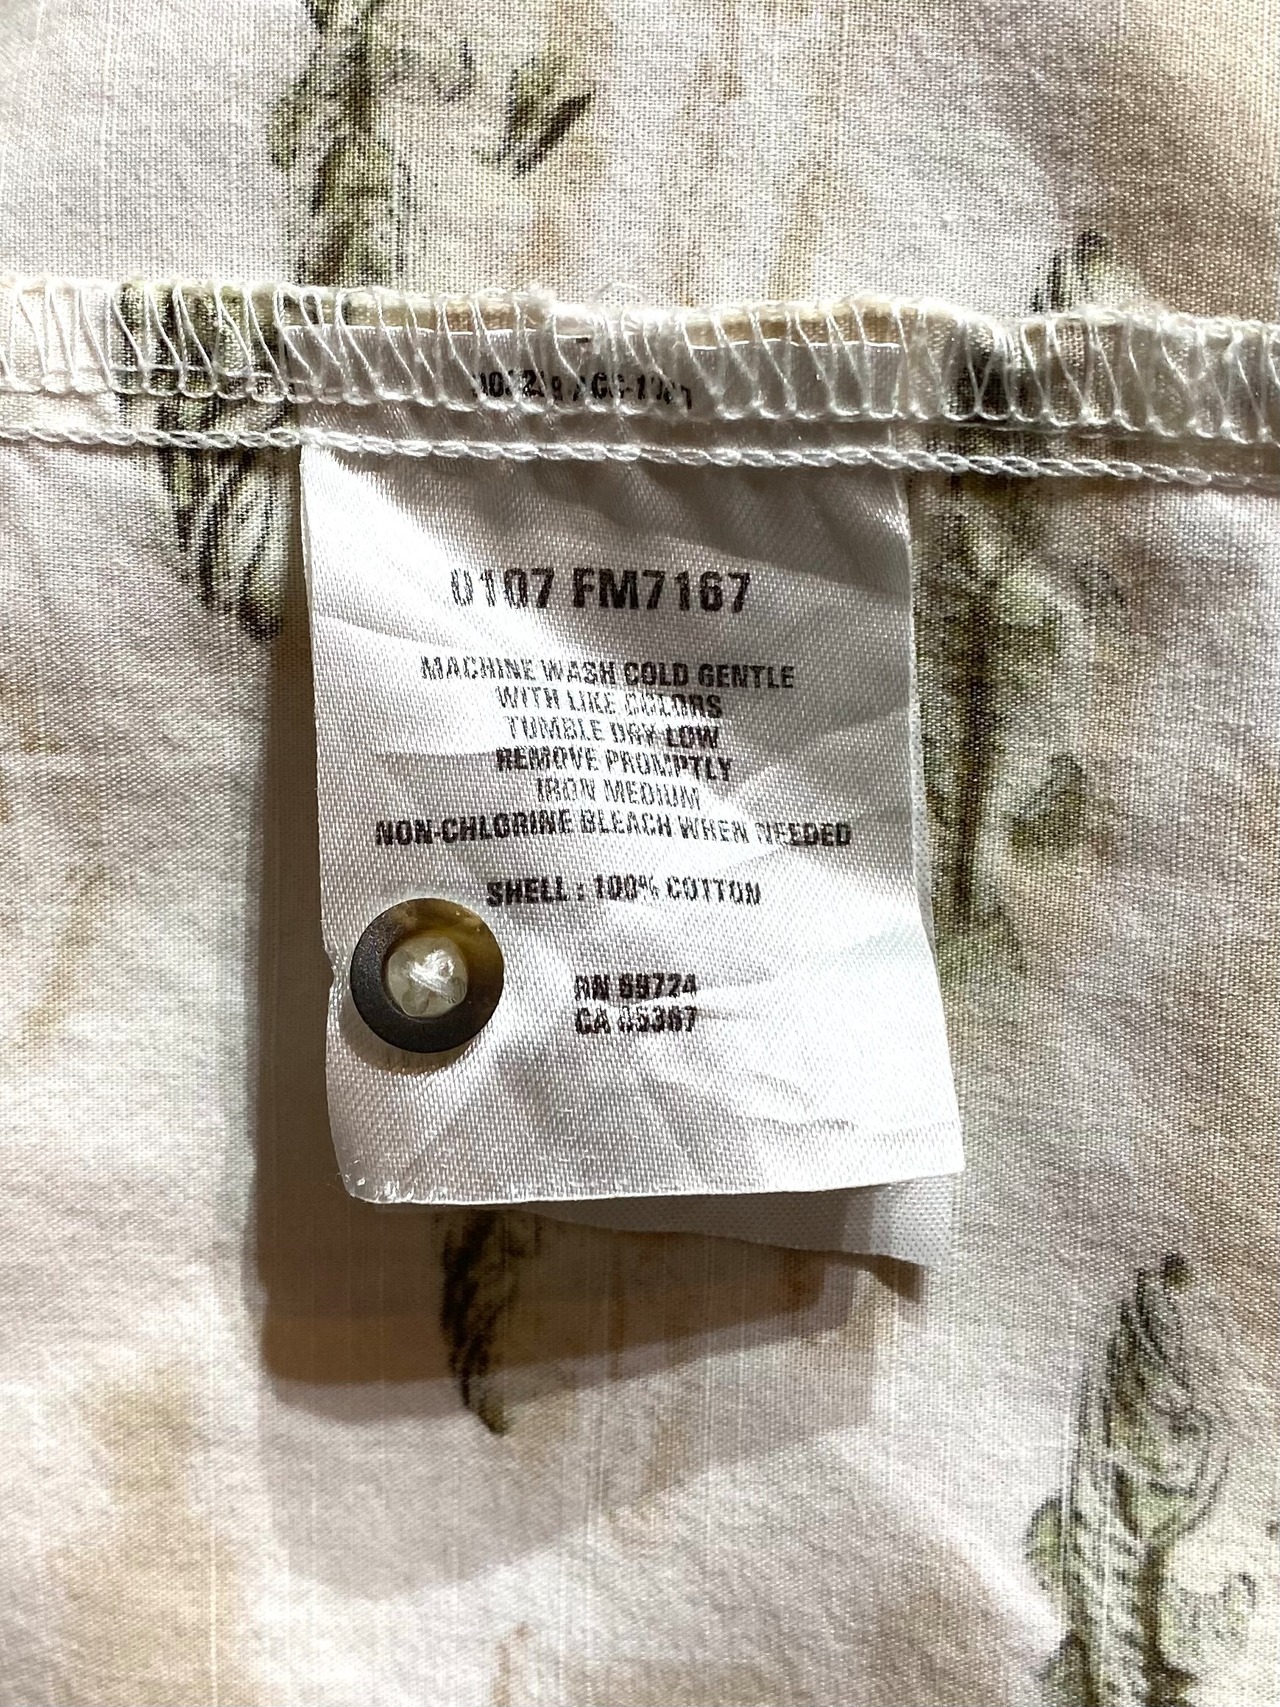 0107 FM7167
MACHINE WASH COLD GENTLE
WITH LIKE COLORS
TUMBLE DRY LOW
REMOVE PROMPTLY
IRON MEDIUM
NON-CHLORINE BLEACH WHEN NEEDED
SHELL : 100% COTTON
RN 69724
CA 05367